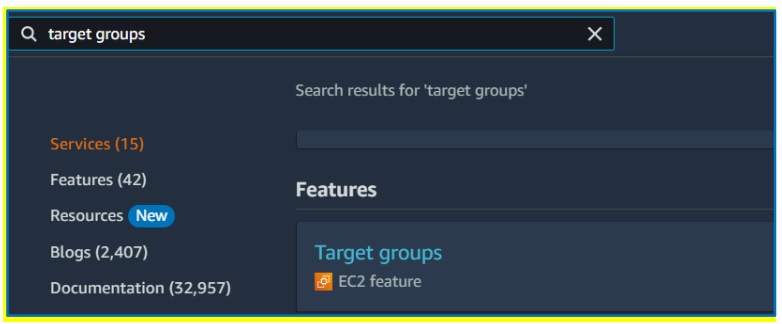 target groups
Search results for 'target groups'
Services (15)
Features (42)
Resources New
Blogs (2,407)
Documentation (32,957)
Features
Target groups
EC2 feature